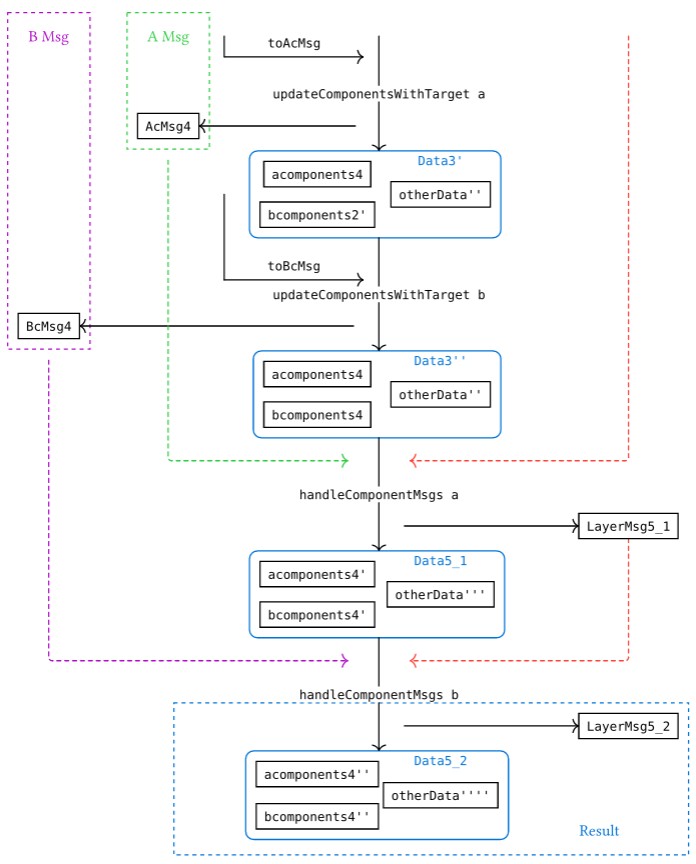 B Msg
A Msg
toAcMsg
updateComponentsWithTarget a
AcMsg4
Data3'
acomponents4
otherData''
bcomponents2'
toBcMsg
updateComponentsWithTarget b
BcMsg4
Data3''
acomponents4
otherData''
bcomponents4
handleComponentMsgs a
LayerMsg5_1
Data5_1
acomponents4'
otherData'''
bcomponents4'
handleComponentMsgs b
LayerMsg5_2
Data5_2
acomponents4''
otherData''''
bcomponents4''
Result